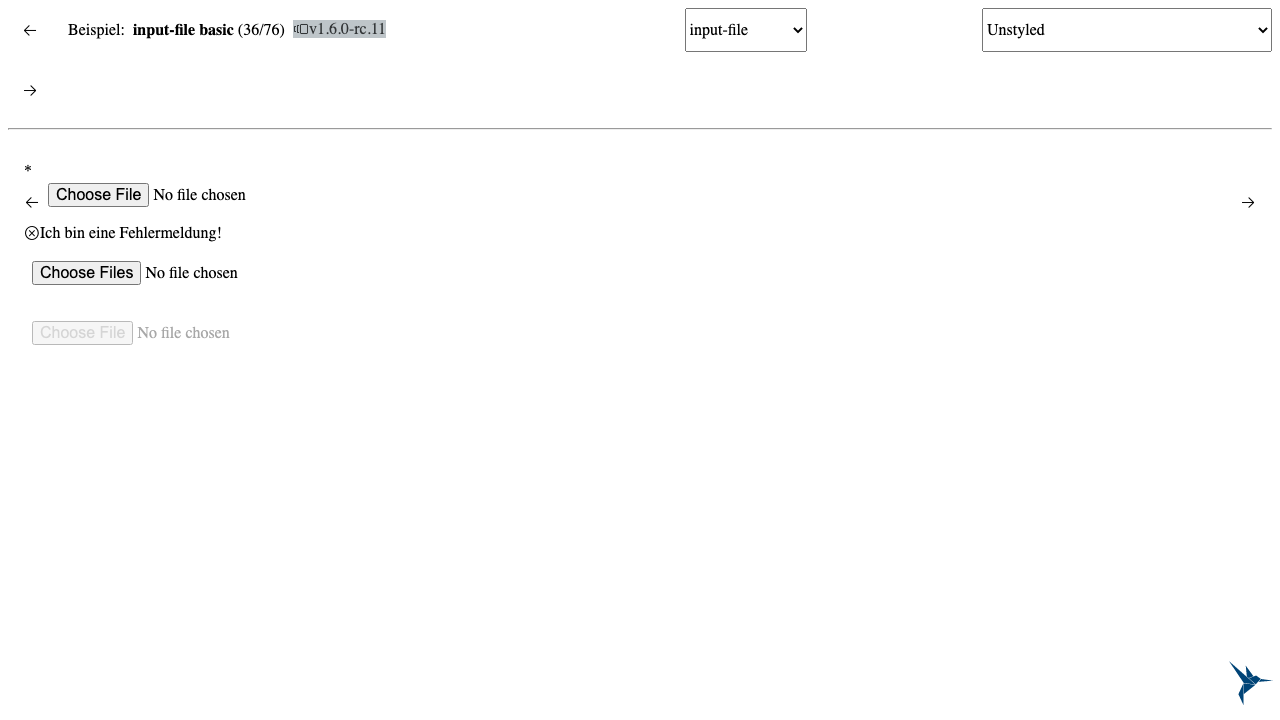 Beispiel: input-file basic (36/76) v1.6.0-rc.11 input-file Unstyled
*
Choose File No file chosen
Ich bin eine Fehlermeldung!
Choose Files No file chosen
Choose File No file chosen